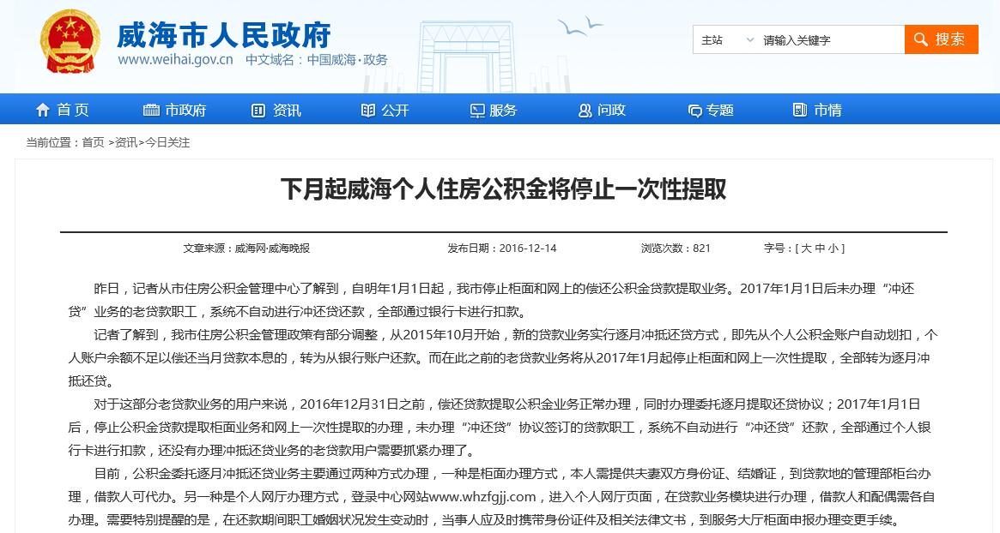 威海市人民政府
www.weihai.gov.cn 中文域名：中国威海·政务
主站 请输入关键字 搜索
首页 市政府 资讯 公开 服务 问政 专题 市情
当前位置：首页 >资讯>今日关注
下月起威海个人住房公积金将停止一次性提取
文章来源：威海网·威海晚报 发布日期：2016-12-14 浏览次数：821 字号：[ 大 中 小 ]
昨日，记者从市住房公积金管理中心了解到，自明年1月1日起，我市停止柜面和网上的偿还公积金贷款提取业务。2017年1月1日后未办理“冲还
贷”业务的老贷款职工，系统不自动进行冲还贷还款，全部通过银行卡进行扣款。
记者了解到，我市住房公积金管理政策有部分调整，从2015年10月开始，新的贷款业务实行逐月冲抵还贷方式，即先从个人公积金账户自动划扣，个
人账户余额不足以偿还当月贷款本息的，转为从银行账户还款。而在此之前的老贷款业务将从2017年1月起停止柜面和网上一次性提取，全部转为逐月冲
抵还贷。
对于这部分老贷款业务的用户来说，2016年12月31日之前，偿还贷款提取公积金业务正常办理，同时办理委托逐月提取还贷协议；2017年1月1日
后，停止公积金贷款提取柜面业务和网上一次性提取的办理，未办理“冲还贷”协议签订的贷款职工，系统不自动进行“冲还贷”还款，全部通过个人银
行卡进行扣款，还没有办理冲抵还贷业务的老贷款用户需要抓紧办理了。
目前，公积金委托逐月冲抵还贷业务主要通过两种方式办理，一种是柜面办理方式，本人需提供夫妻双方身份证、结婚证，到贷款地的管理部柜台办
理，借款人可代办。另一种是个人网厅办理方式，登录中心网站www.whzfgjj.com，进入个人网厅页面，在贷款业务模块进行办理，借款人和配偶需各自
办理。需要特别提醒的是，在还款期间职工婚姻状况发生变动时，当事人应及时携带身份证件及相关法律文书，到服务大厅柜面申报办理变更手续。